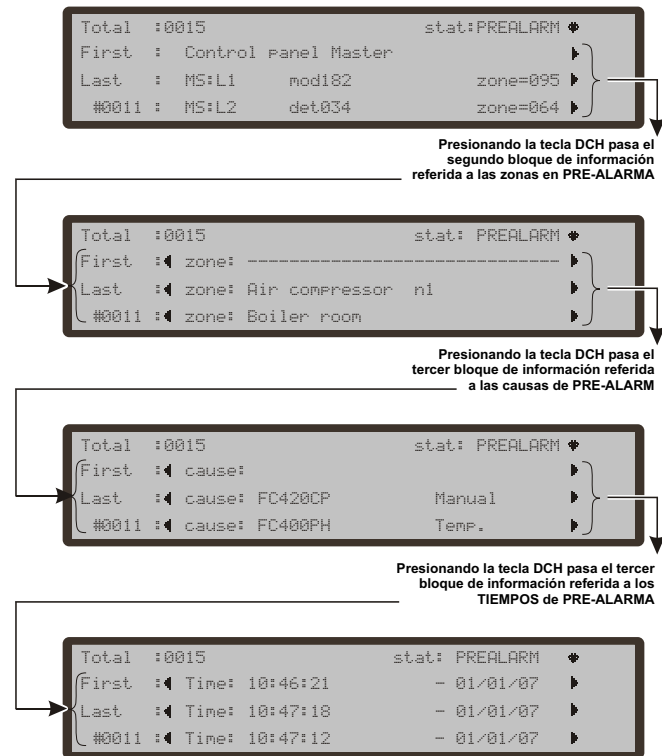 Total :0015 stat:PREALARM
First : Control panel Master
Last : MS:L1 mod182 zone=095
#0011 : MS:L2 det034 zone=064
Presionando la tecla DCH pasa el
segundo bloque de información
referida a las zonas en PRE-ALARMA
Total :0015 stat: PREALARM
First : zone: ------------------------------
Last : zone: Air compressor n1
#0011 : zone: Boiler room
Presionando la tecla DCH pasa el
tercer bloque de información referida
a las causas de PRE-ALARM
Total :0015 stat: PREALARM
First : cause:
Last : cause: FC420CP Manual
#0011 : cause: FC400PH Temp.
Presionando la tecla DCH pasa el tercer
bloque de información referida a los
TIEMPOS de PRE-ALARMA
Total :0015 stat: PREALARM
First : Time: 10:46:21 - 01/01/07
Last : Time: 10:47:18 - 01/01/07
#0011 : Time: 10:47:12 - 01/01/07